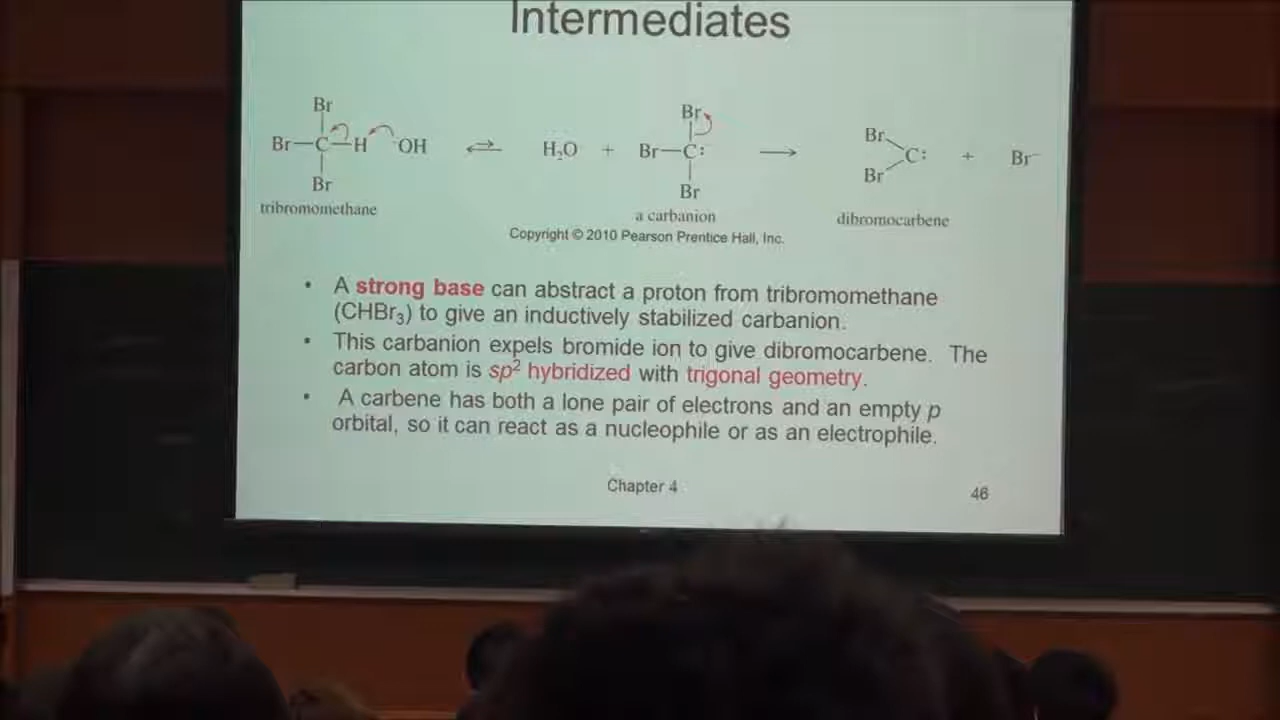 Intermediates
Br
Br—C—H ⁻OH ⇌ H₂O + Br—C: → Br C: + Br⁻
Br
tribromomethane
Br
Br
a carbanion
Br
dibromocarbene
Copyright © 2010 Pearson Prentice Hall, Inc.
• A strong base can abstract a proton from tribromomethane
(CHBr₃) to give an inductively stabilized carbanion.
• This carbanion expels bromide ion to give dibromocarbene. The
carbon atom is sp² hybridized with trigonal geometry.
• A carbene has both a lone pair of electrons and an empty p
orbital, so it can react as a nucleophile or as an electrophile.
Chapter 4
46